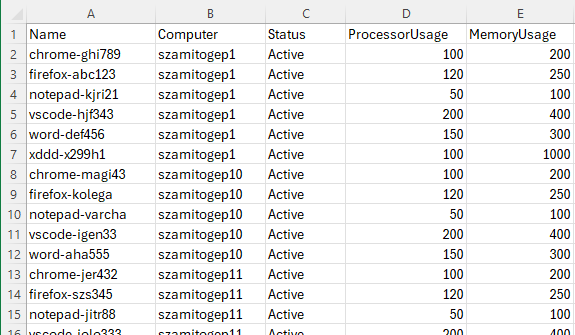 A B C D E
1 Name Computer Status ProcessorUsage MemoryUsage
2 chrome-ghi789 szamitogep1 Active 100 200
3 firefox-abc123 szamitogep1 Active 120 250
4 notepad-kjri21 szamitogep1 Active 50 100
5 vscode-hjf343 szamitogep1 Active 200 400
6 word-def456 szamitogep1 Active 150 300
7 xddd-x299h1 szamitogep1 Active 100 1000
8 chrome-magi43 szamitogep10 Active 100 200
9 firefox-kolega szamitogep10 Active 120 250
10 notepad-varcha szamitogep10 Active 50 100
11 vscode-igen33 szamitogep10 Active 200 400
12 word-aha555 szamitogep10 Active 150 300
13 chrome-jer432 szamitogep11 Active 100 200
14 firefox-szs345 szamitogep11 Active 120 250
15 notepad-jitr88 szamitogep11 Active 50 100
16 szamitogep11 Active 200 400